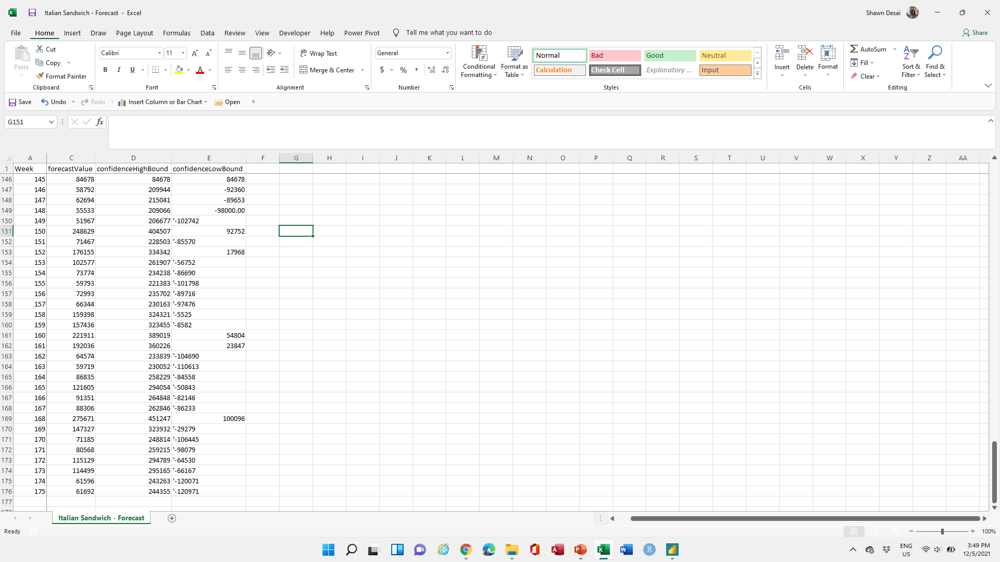 Italian Sandwich - Forecast - Excel
Shawn Desai
File Home Insert Draw Page Layout Formulas Data Review View Developer Help Power Pivot Tell me what you want to do Share
Paste
Cut
Copy
Format Painter
Clipboard
Calibri 11
B I U
Font
Wrap Text
Merge & Center
Alignment
General
$ % ,
Number
Conditional Formatting
Format as Table
Normal Bad Good Neutral
Calculation Check Cell Explanatory ... Input
Styles
Insert Delete Format
Cells
AutoSum
Fill
Clear
Sort & Filter
Find & Select
Editing
Save Undo Redo Insert Column or Bar Chart Open
G151 fx
A C D E F G H I J K L M N O P Q R S T U V W X Y Z AA
1 Week forecastValue confidenceHighBound confidenceLowBound
146 145 84678 84678 84678
147 146 58792 209944 -92360
148 147 62694 215041 -89653
149 148 55533 209066 -98000.00
150 149 51967 206677 '-102742
151 150 248629 404507 92752
152 151 71467 228503 '-85570
153 152 176155 334342 17968
154 153 102577 261907 '-56752
155 154 73774 234238 '-86690
156 155 59793 221383 '-101798
157 156 72993 235702 '-89716
158 157 66344 230163 '-97476
159 158 159398 324321 '-5525
160 159 157436 323455 '-8582
161 160 221911 389019 54804
162 161 192036 360226 23847
163 162 64574 233839 '-104690
164 163 59719 230052 '-110613
165 164 86835 258229 '-84558
166 165 121605 294054 '-50843
167 166 91351 264848 '-82146
168 167 88306 262846 '-86233
169 168 275671 451247 100096
170 169 147327 323932 '-29279
171 170 71185 248814 '-106445
172 171 80568 259215 '-98079
173 172 115129 294789 '-64530
174 173 114499 295165 '-66167
175 174 61596 243263 '-120071
176 175 61692 244355 '-120971
177
Italian Sandwich - Forecast
Ready
100%
ENG
US
3:49 PM
12/5/2021